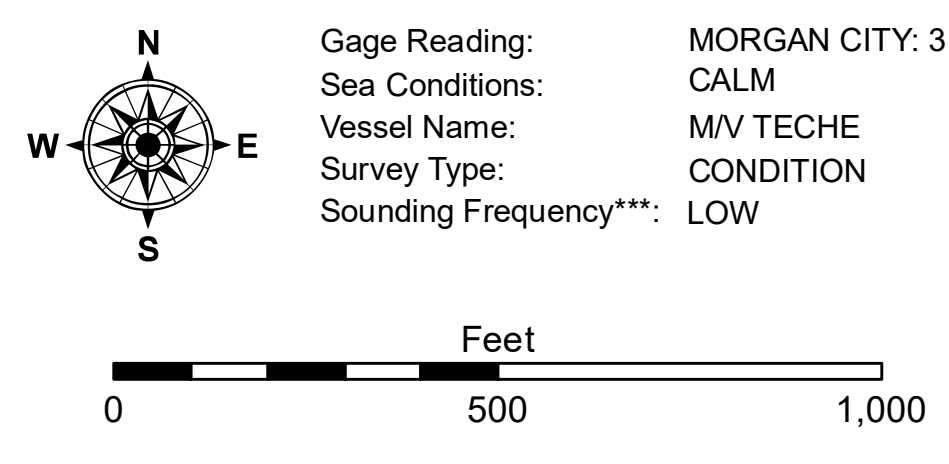 N
W E
S
Gage Reading: MORGAN CITY: 3
Sea Conditions: CALM
Vessel Name: M/V TECHE
Survey Type: CONDITION
Sounding Frequency***: LOW
Feet
0 500 1,000